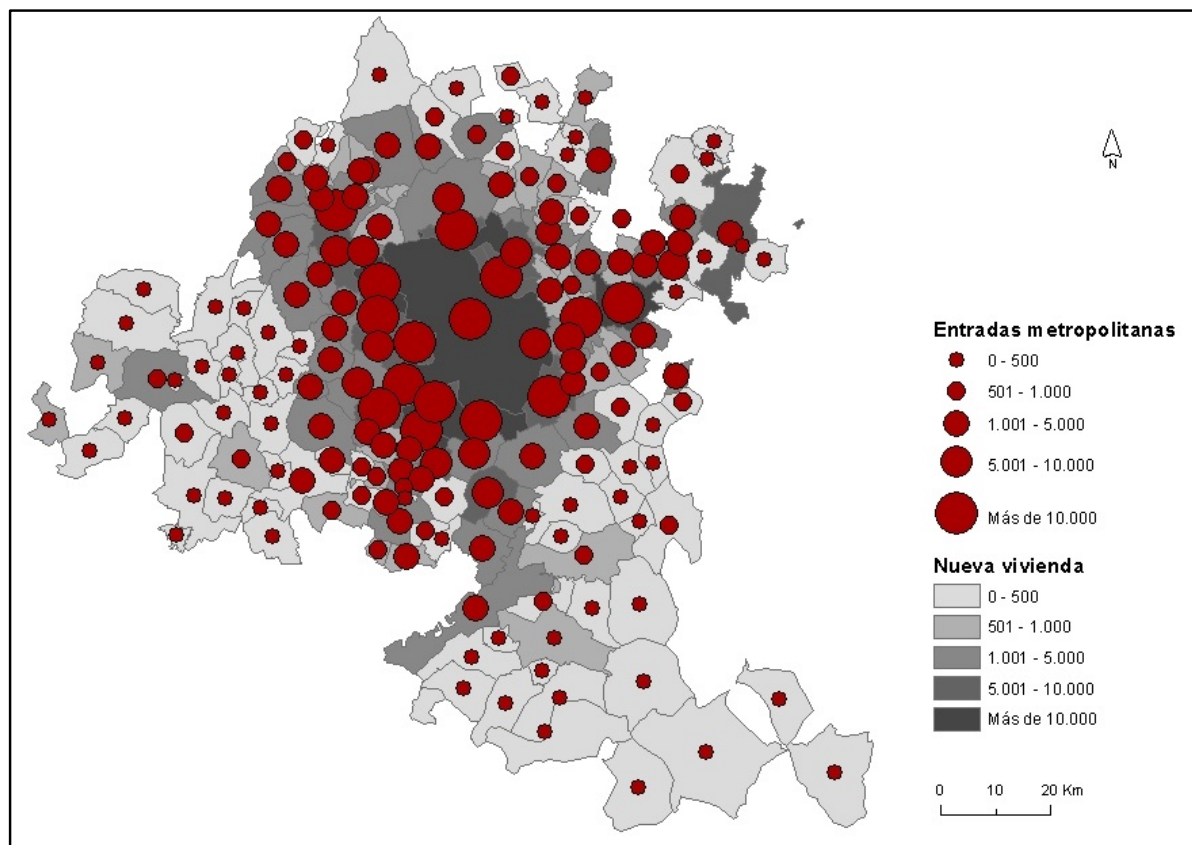 N
Entradas metropolitanas
0 - 500
501 - 1.000
1.001 - 5.000
5.001 - 10.000
Más de 10.000
Nueva vivienda
0 - 500
501 - 1.000
1.001 - 5.000
5.001 - 10.000
Más de 10.000
0 10 20 Km